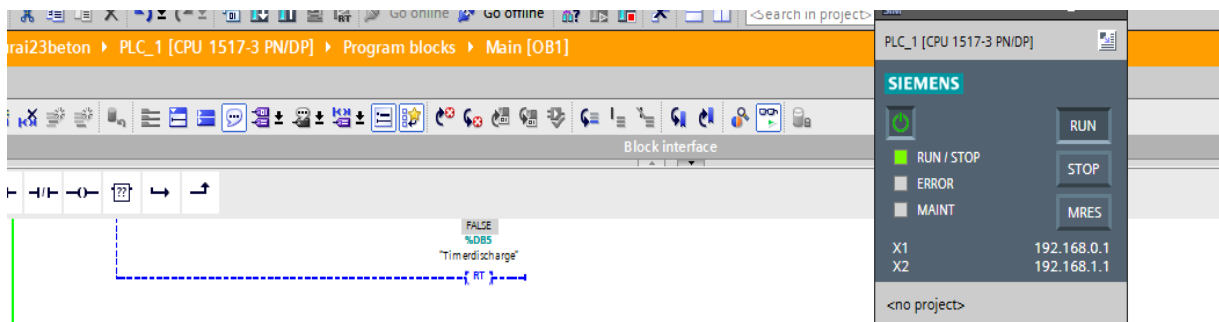 Go online Go offline <Search in project>
SIM
rai23beton ▸ PLC_1 [CPU 1517-3 PN/DP] ▸ Program blocks ▸ Main [OB1]
PLC_1 [CPU 1517-3 PN/DP]
SIEMENS
Block interface
RUN
RUN / STOP
STOP
ERROR
MAINT
MRES
X1 192.168.0.1
X2 192.168.1.1
<no project>
??
FALSE
%DB5
"Timerdischarge"
RT